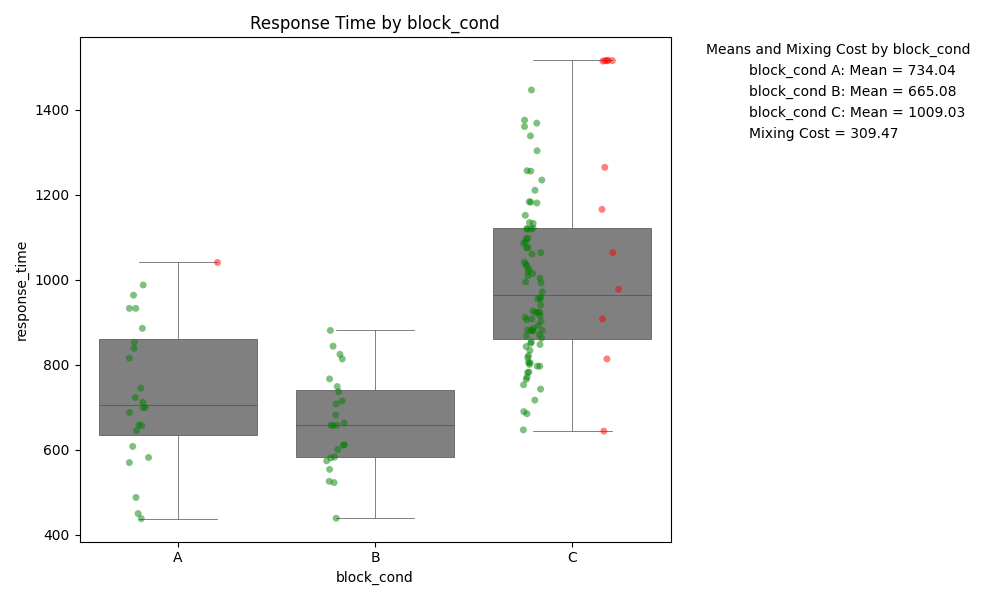 Response Time by block_cond
Means and Mixing Cost by block_cond
block_cond A: Mean = 734.04
block_cond B: Mean = 665.08
block_cond C: Mean = 1009.03
Mixing Cost = 309.47
response_time
1400
1200
1000
800
600
400
A B C
block_cond